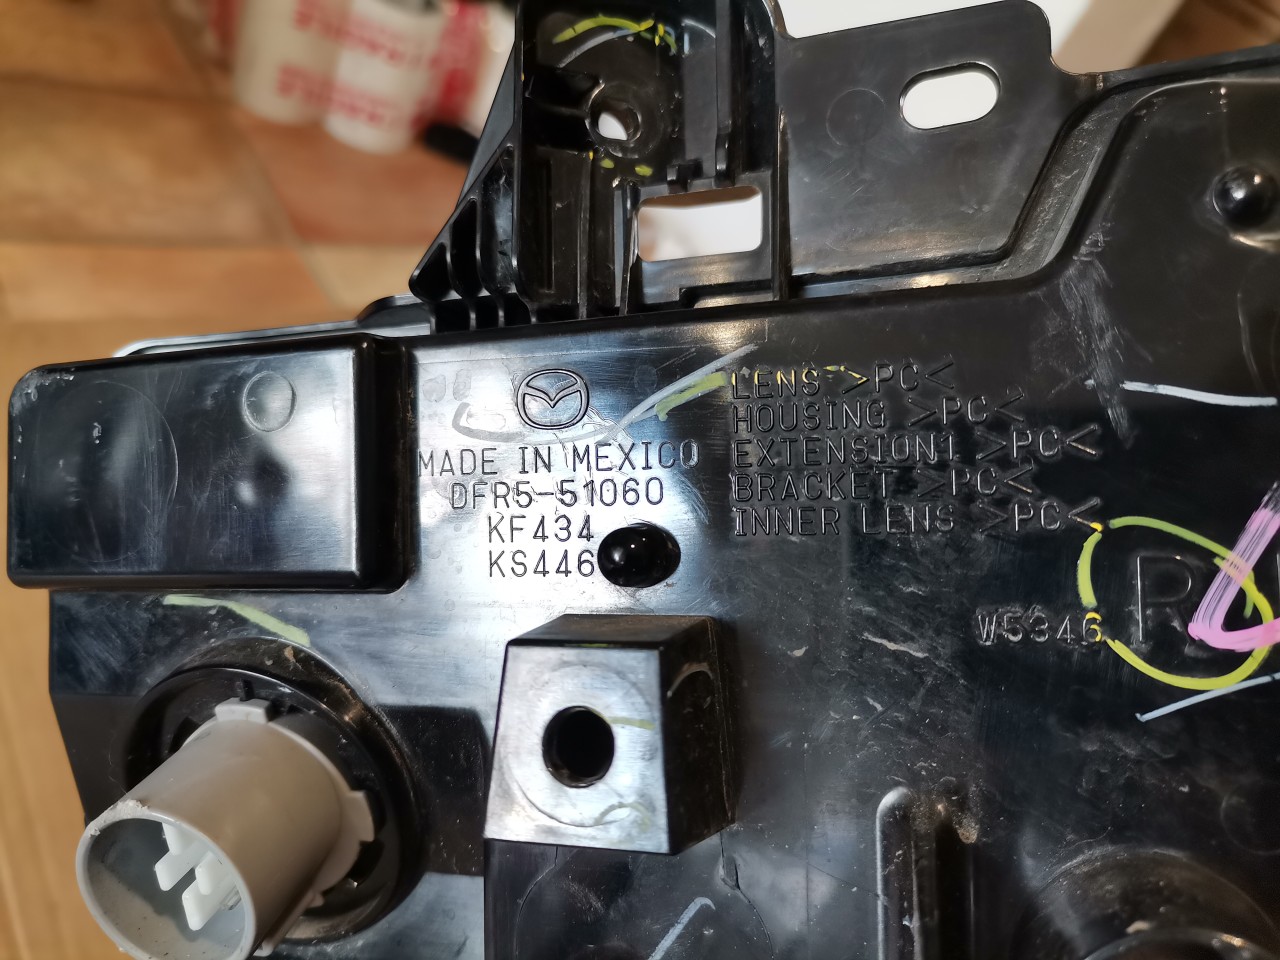 MADE IN MEXICO
DFR5-51060
KF434
KS446
LENS >PC<
HOUSING >PC<
EXTENSION1 >PC<
BRACKET >PC<
INNER LENS >PC<
W5346
R